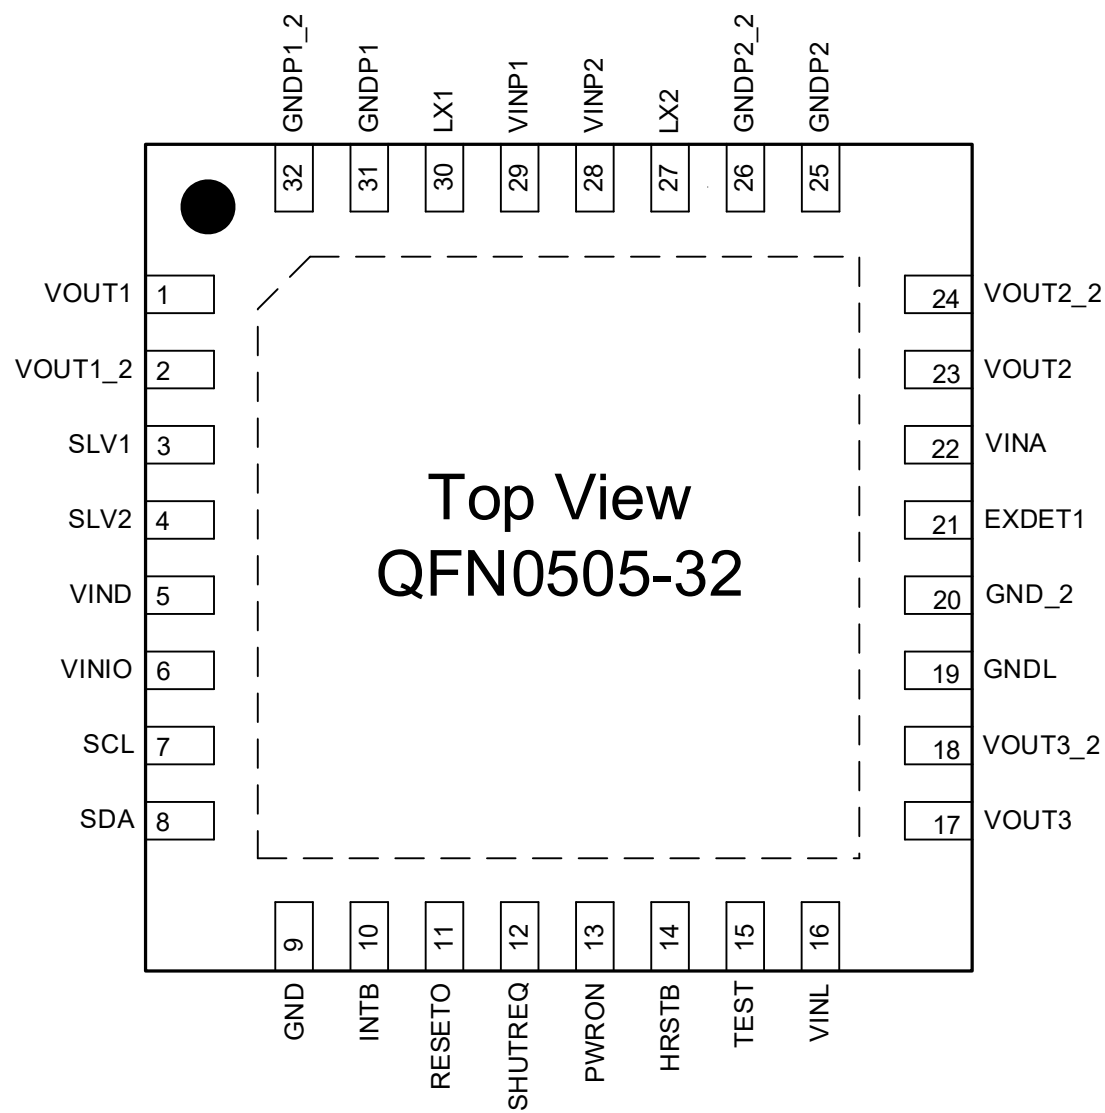 GNDP1_2 GNDP1 LX1 VINP1 VINP2 LX2 GNDP2_2 GNDP2
32 31 30 29 28 27 26 25
VOUT1 1
VOUT1_2 2
SLV1 3
SLV2 4
VIND 5
VINIO 6
SCL 7
SDA 8
Top View
QFN0505-32
24 VOUT2_2
23 VOUT2
22 VINA
21 EXDET1
20 GND_2
19 GNDL
18 VOUT3_2
17 VOUT3
9 10 11 12 13 14 15 16
GND INTB RESETO SHUTREQ PWRON HRSTB TEST VINL